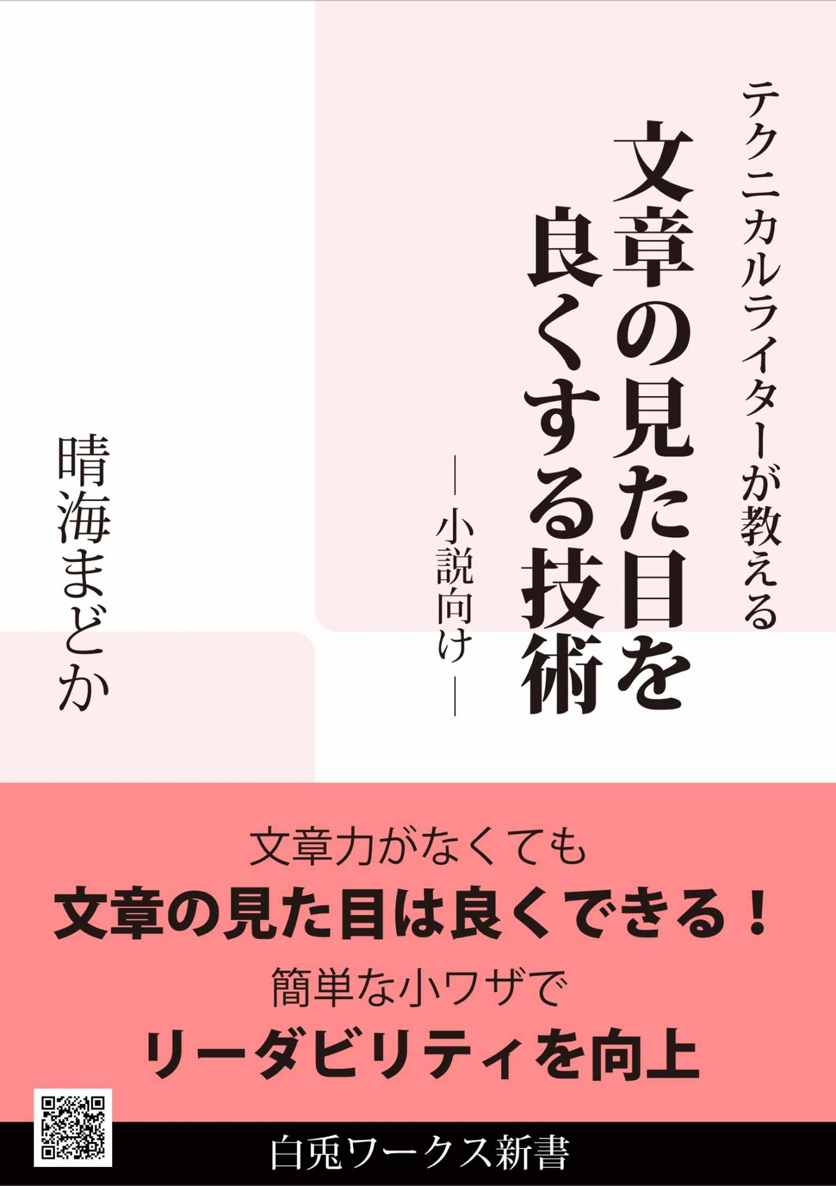 テクニカルライターが教える
文章の見た目を
良くする技術
― 小説向け ―
晴海まどか
文章力がなくても
文章の見た目は良くできる！
簡単な小ワザで
リーダビリティを向上
白兎ワークス新書